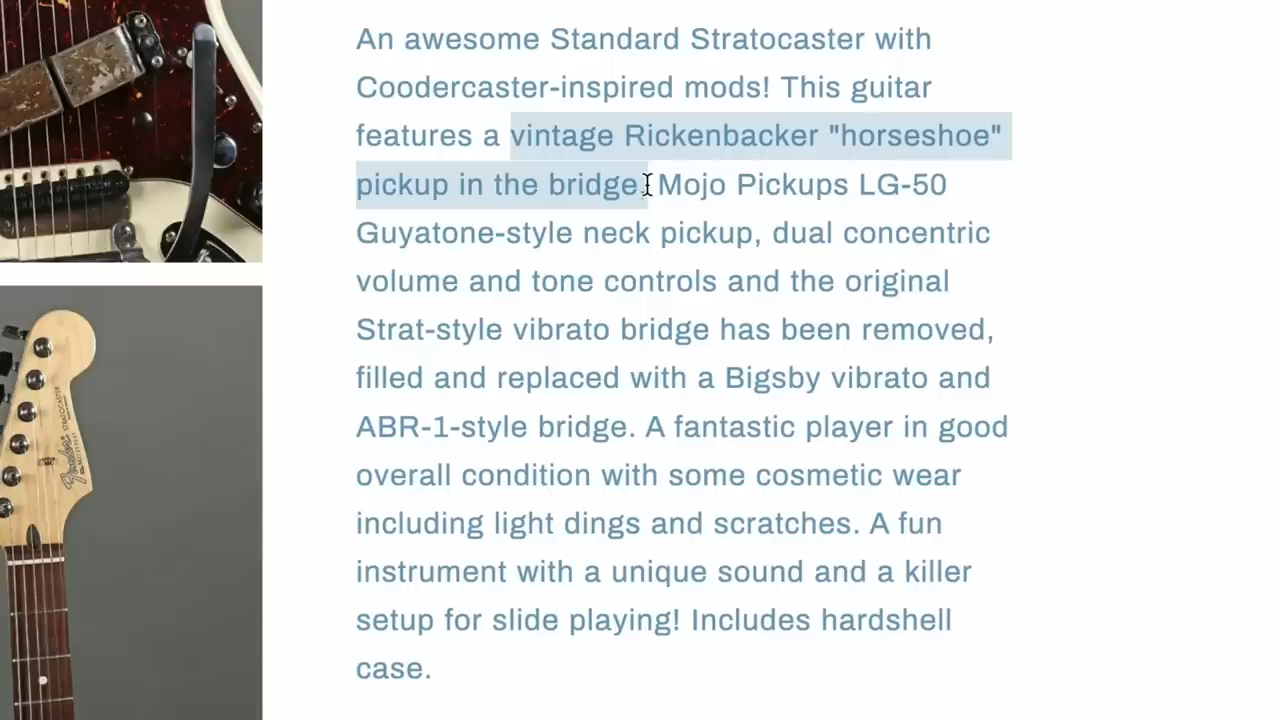 An awesome Standard Stratocaster with
Coodercaster-inspired mods! This guitar
features a vintage Rickenbacker "horseshoe"
pickup in the bridge, Mojo Pickups LG-50
Guyatone-style neck pickup, dual concentric
volume and tone controls and the original
Strat-style vibrato bridge has been removed,
filled and replaced with a Bigsby vibrato and
ABR-1-style bridge. A fantastic player in good
overall condition with some cosmetic wear
including light dings and scratches. A fun
instrument with a unique sound and a killer
setup for slide playing! Includes hardshell
case.
Fender
STRATOCASTER